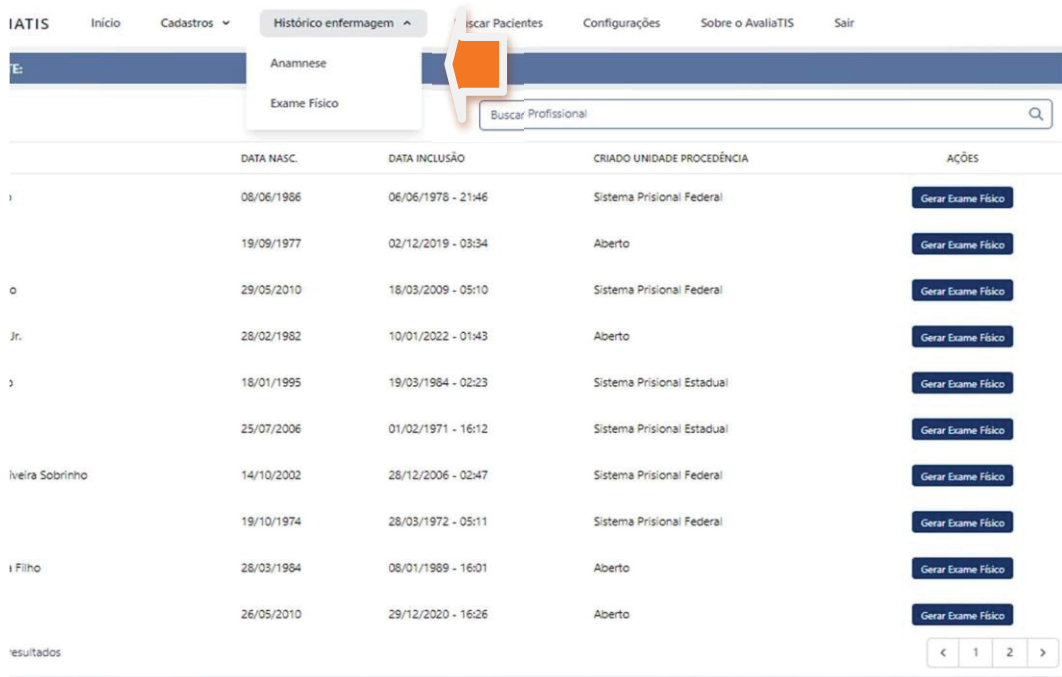 IATIS Início Cadastros Histórico enfermagem Buscar Pacientes Configurações Sobre o AvaliaTIS Sair
Anamnese
TE:
Exame Físico
Buscar Profissional
DATA NASC. DATA INCLUSÃO CRIADO UNIDADE PROCEDÊNCIA AÇÕES
08/06/1986 06/06/1978 - 21:46 Sistema Prisional Federal Gerar Exame Físico
19/09/1977 02/12/2019 - 03:34 Aberto Gerar Exame Físico
o 29/05/2010 18/03/2009 - 05:10 Sistema Prisional Federal Gerar Exame Físico
Jr. 28/02/1982 10/01/2022 - 01:43 Aberto Gerar Exame Físico
18/01/1995 19/03/1984 - 02:23 Sistema Prisional Estadual Gerar Exame Físico
25/07/2006 01/02/1971 - 16:12 Sistema Prisional Estadual Gerar Exame Físico
liveira Sobrinho 14/10/2002 28/12/2006 - 02:47 Sistema Prisional Federal Gerar Exame Físico
19/10/1974 28/03/1972 - 05:11 Sistema Prisional Federal Gerar Exame Físico
a Filho 28/03/1984 08/01/1989 - 16:01 Aberto Gerar Exame Físico
26/05/2010 29/12/2020 - 16:26 Aberto Gerar Exame Físico
resultados < 1 2 >